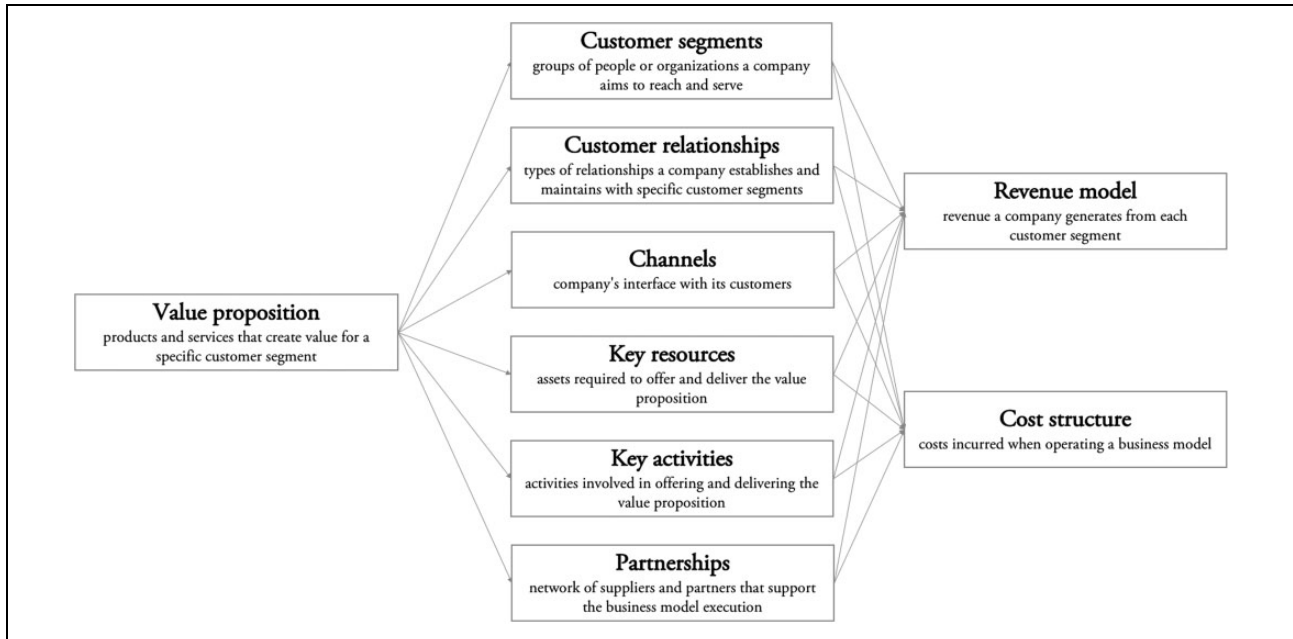 Customer segments
groups of people or organizations a company
aims to reach and serve
Customer relationships
types of relationships a company establishes and
maintains with specific customer segments
Revenue model
revenue a company generates from each
customer segment
Channels
company's interface with its customers
Value proposition
products and services that create value for a
specific customer segment
Key resources
assets required to offer and deliver the value
proposition
Cost structure
costs incurred when operating a business model
Key activities
activities involved in offering and delivering the
value proposition
Partnerships
network of suppliers and partners that support
the business model execution